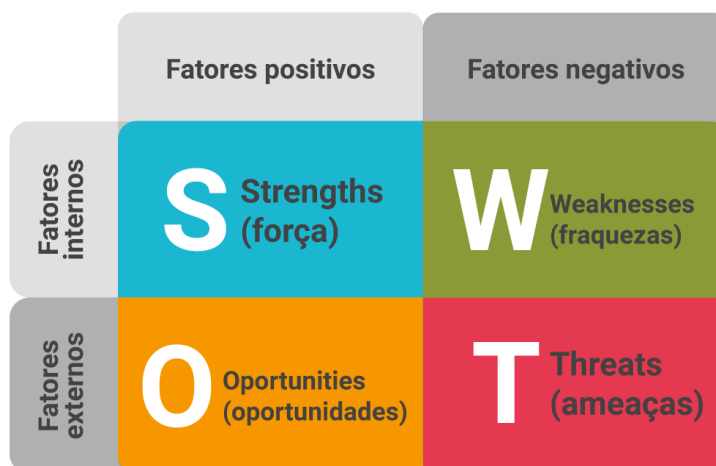 Fatores positivos
Fatores negativos
Fatores
internos
S
Strengths
(força)
W
Weaknesses
(fraquezas)
Fatores
externos
O
Oportunities
(oportunidades)
T
Threats
(ameaças)